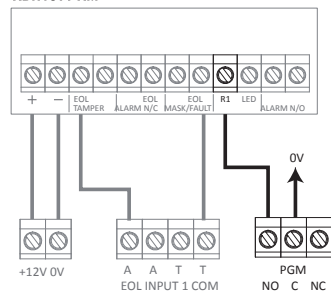 + − EOL EOL EOL R1 LED
TAMPER ALARM N/C MASK/FAULT ALARM N/O
0V
+12V 0V A A T T PGM
EOL INPUT 1 COM NO C NC